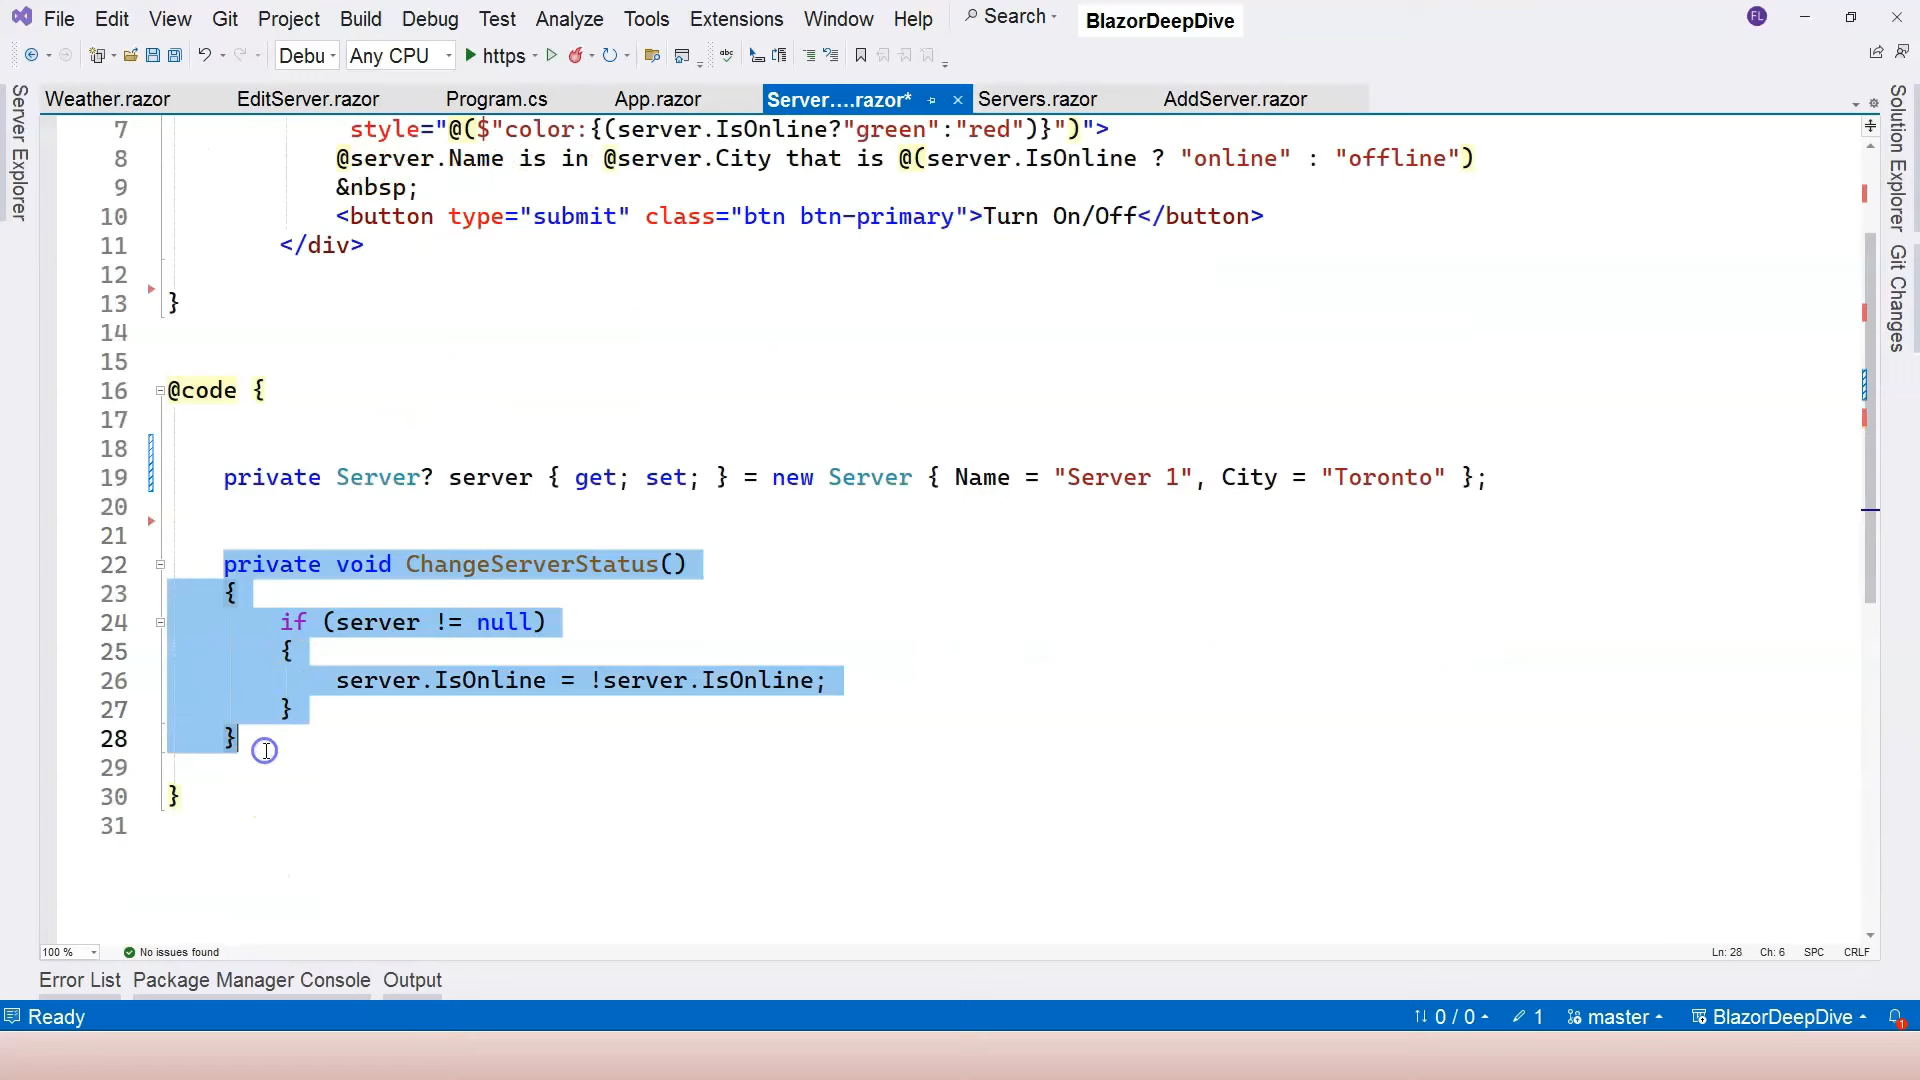 File Edit View Git Project Build Debug Test Analyze Tools Extensions Window Help Search BlazorDeepDive FL
Debu Any CPU https abc
Weather.razor EditServer.razor Program.cs App.razor Server....razor* Servers.razor AddServer.razor
Server Explorer
Solution Explorer
Git Changes
7 style="@($"color:{(server.IsOnline?"green":"red")}")">
8 @server.Name is in @server.City that is @(server.IsOnline ? "online" : "offline")
9 &nbsp;
10 <button type="submit" class="btn btn-primary">Turn On/Off</button>
11 </div>
12
13 }
14
15
16 @code {
17
18
19 private Server? server { get; set; } = new Server { Name = "Server 1", City = "Toronto" };
20
21
22 private void ChangeServerStatus()
23 {
24 if (server != null)
25 {
26 server.IsOnline = !server.IsOnline;
27 }
28 }
29
30 }
31
100 % No issues found Ln: 28 Ch: 6 SPC CRLF
Error List Package Manager Console Output
Ready 0 / 0 1 master BlazorDeepDive 1